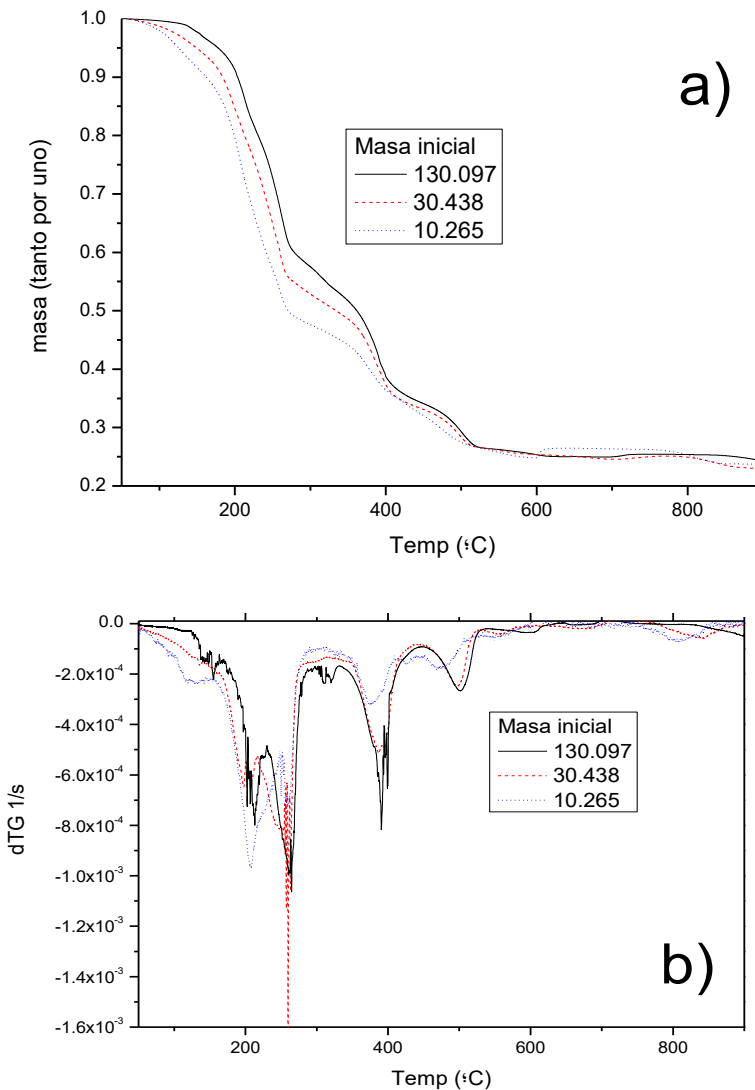 a)
1.0
0.9
0.8
0.7
0.6
0.5
0.4
0.3
0.2
masa (tanto por uno)
Masa inicial
130.097
30.438
10.265
200
400
600
800
Temp (؛C)
0.0
-2.0x10⁻⁴
-4.0x10⁻⁴
-6.0x10⁻⁴
-8.0x10⁻⁴
-1.0x10⁻³
-1.2x10⁻³
-1.4x10⁻³
-1.6x10⁻³
dTG 1/s
Masa inicial
130.097
30.438
10.265
b)
200
400
600
800
Temp (؛C)